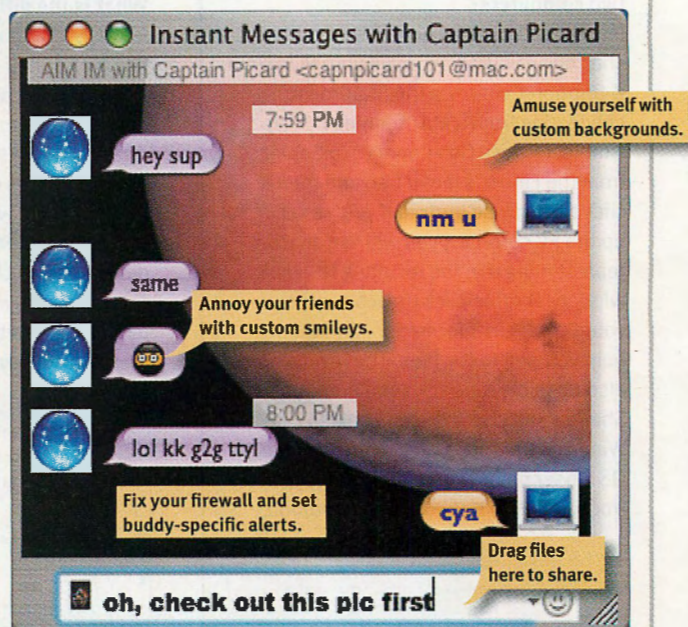 Instant Messages with Captain Picard
AIM IM with Captain Picard <capnpicard101@mac.com>
7:59 PM
Amuse yourself with
custom backgrounds.
hey sup
nm u
same
Annoy your friends
with custom smileys.
8:00 PM
lol kk g2g ttyl
Fix your firewall and set
buddy-specific alerts.
cya
Drag files
here to share.
oh, check out this pic first